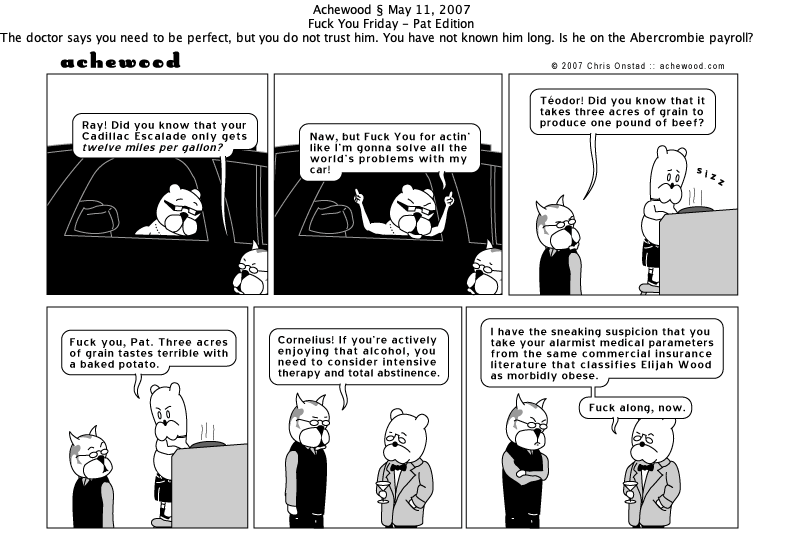 Achewood § May 11, 2007
Fuck You Friday – Pat Edition
The doctor says you need to be perfect, but you do not trust him. You have not known him long. Is he on the Abercrombie payroll?
achewood
© 2007 Chris Onstad :: achewood.com
Ray! Did you know that your
Cadillac Escalade only gets
twelve miles per gallon?
Naw, but Fuck You for actin'
like I'm gonna solve all the
world's problems with my
car!
Téodor! Did you know that it
takes three acres of grain to
produce one pound of beef?
sizz
Fuck you, Pat. Three acres
of grain tastes terrible with
a baked potato.
Cornelius! If you're actively
enjoying that alcohol, you
need to consider intensive
therapy and total abstinence.
I have the sneaking suspicion that you
take your alarmist medical parameters
from the same commercial insurance
literature that classifies Elijah Wood
as morbidly obese.
Fuck along, now.